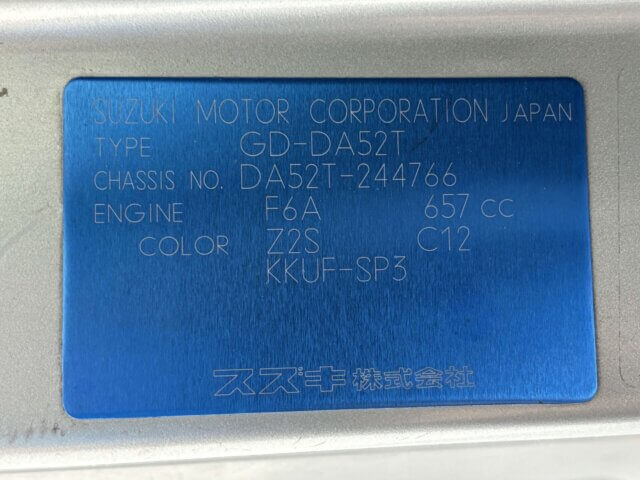 SUZUKI MOTOR CORPORATION JAPAN
TYPE GD-DA52T
CHASSIS NO. DA52T-244766
ENGINE F6A 657 cc
COLOR Z2S C12
KKUF-SP3
スズキ株式会社